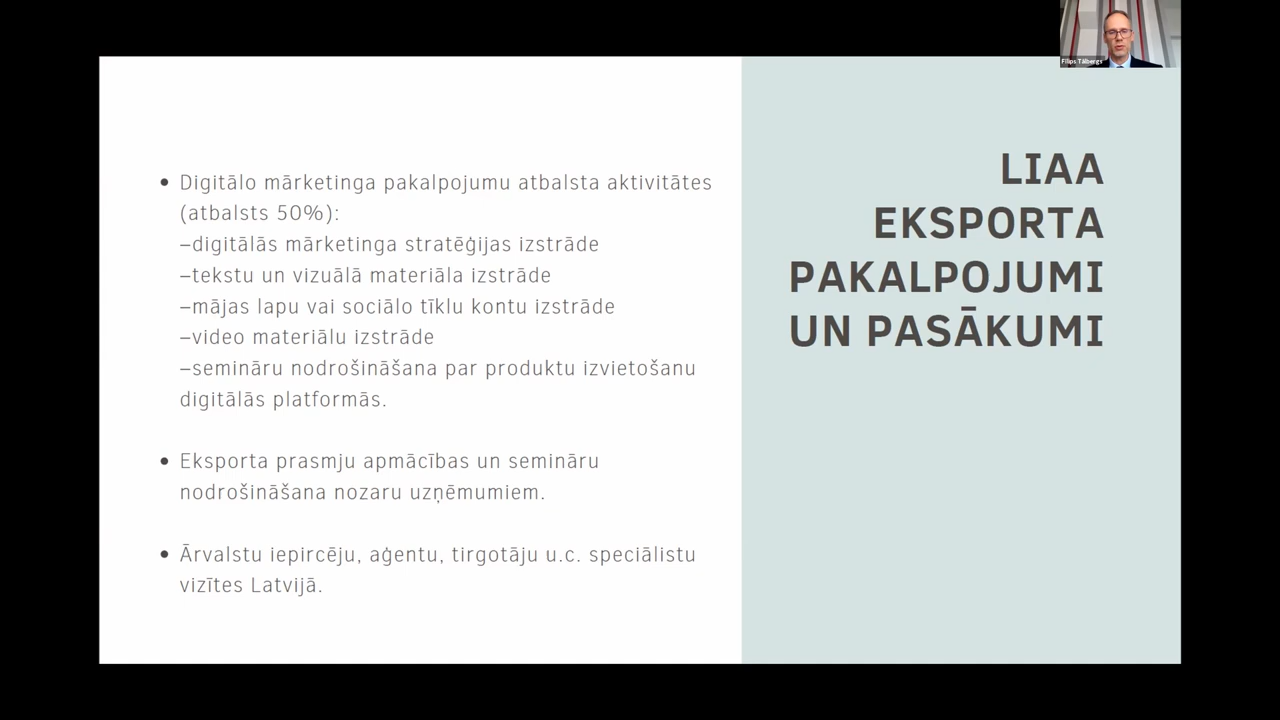 Filips Tālbergs
• Digitālo mārketinga pakalpojumu atbalsta aktivitātes
(atbalsts 50%):
–digitālās mārketinga stratēģijas izstrāde
–tekstu un vizuālā materiāla izstrāde
–mājas lapu vai sociālo tīklu kontu izstrāde
–video materiālu izstrāde
–semināru nodrošināšana par produktu izvietošanu
digitālās platformās.
• Eksporta prasmju apmācības un semināru
nodrošināšana nozaru uzņēmumiem.
• Ārvalstu iepircēju, aģentu, tirgotāju u.c. speciālistu
vizītes Latvijā.
LIAA
EKSPORTA
PAKALPOJUMI
UN PASĀKUMI